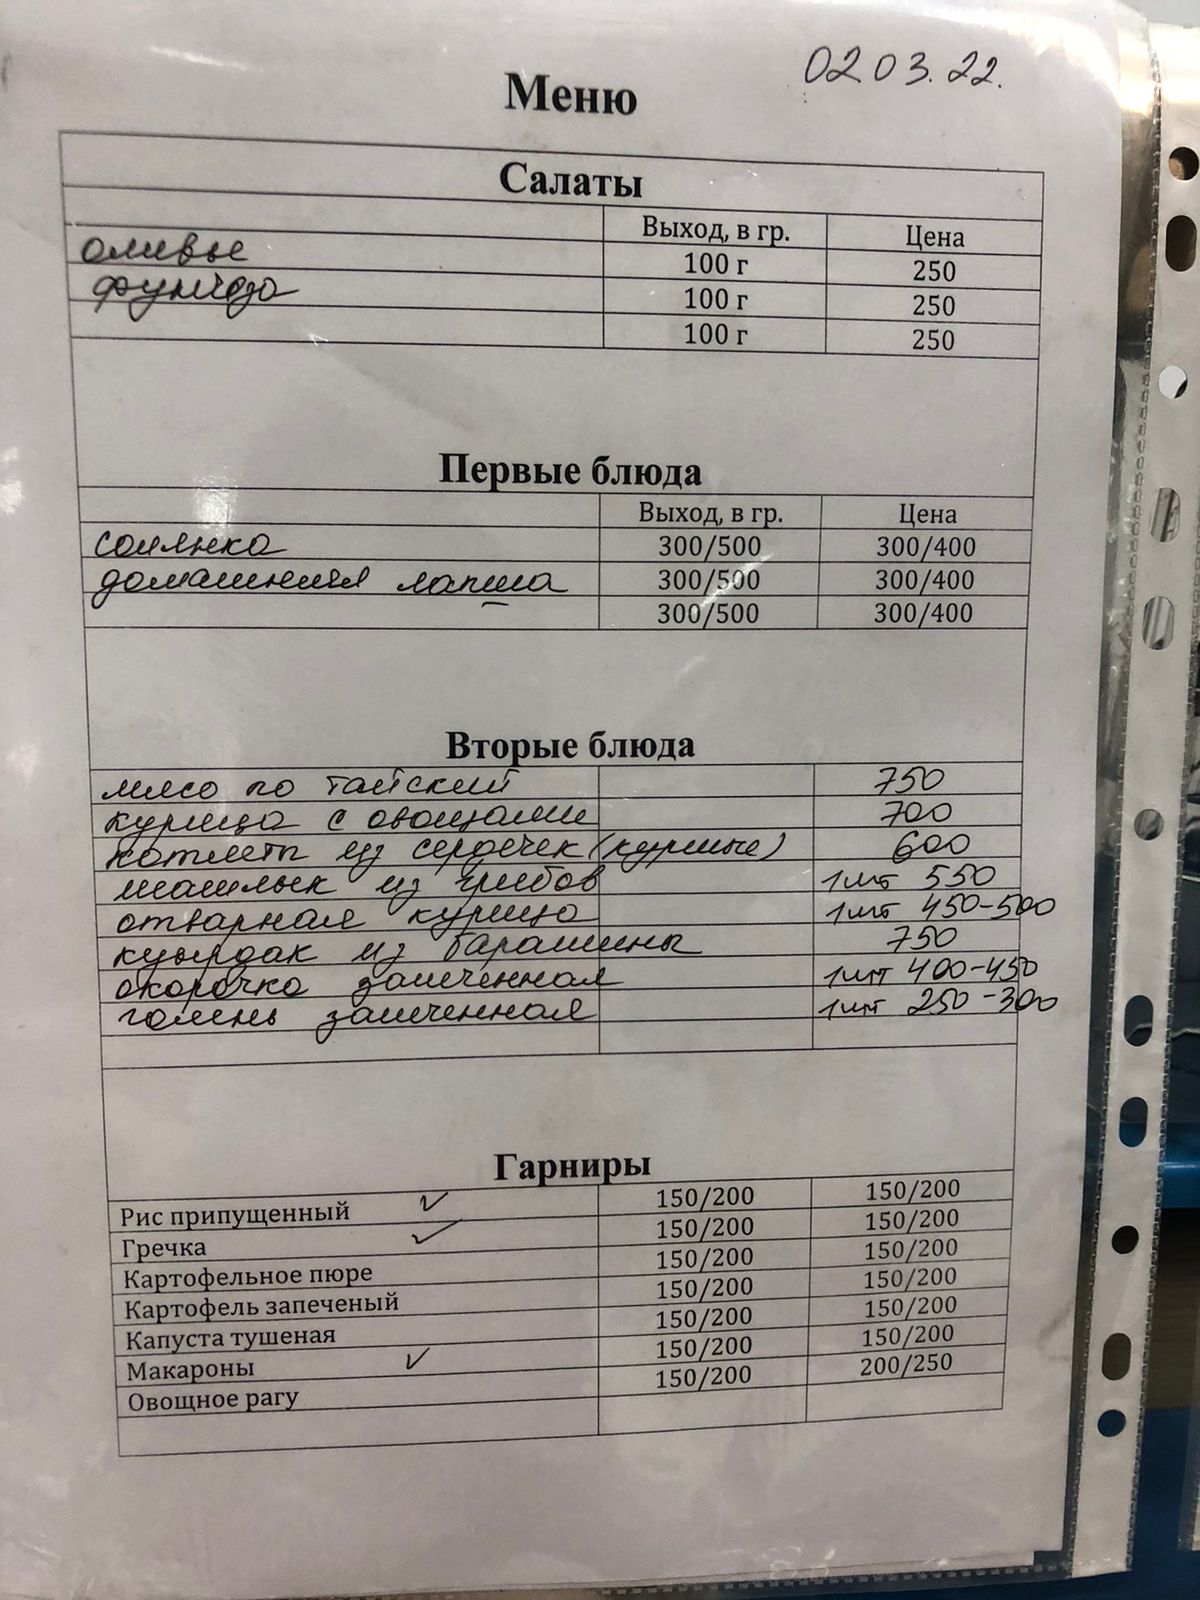 02 03. 22.
Меню
Салаты
Выход, в гр. Цена
оливье 100 г 250
фунчоза 100 г 250
100 г 250
Первые блюда
Выход, в гр. Цена
солянка 300/500 300/400
домашняя лапша 300/500 300/400
300/500 300/400
Вторые блюда
мясо по тайский 750
курица с овощами 700
котлеты из сердечек (куриные) 600
шашлык из грибов 1шт 550
отварная курица 1шт 450-500
куырдак из баранины 750
окорочка запеченная 1шт 400-450
голень запеченная 1шт 250-300
Гарниры
Рис припущенный ✓ 150/200 150/200
Гречка ✓ 150/200 150/200
Картофельное пюре 150/200 150/200
Картофель запеченый 150/200 150/200
Капуста тушеная 150/200 150/200
Макароны ✓ 150/200 150/200
Овощное рагу 150/200 200/250